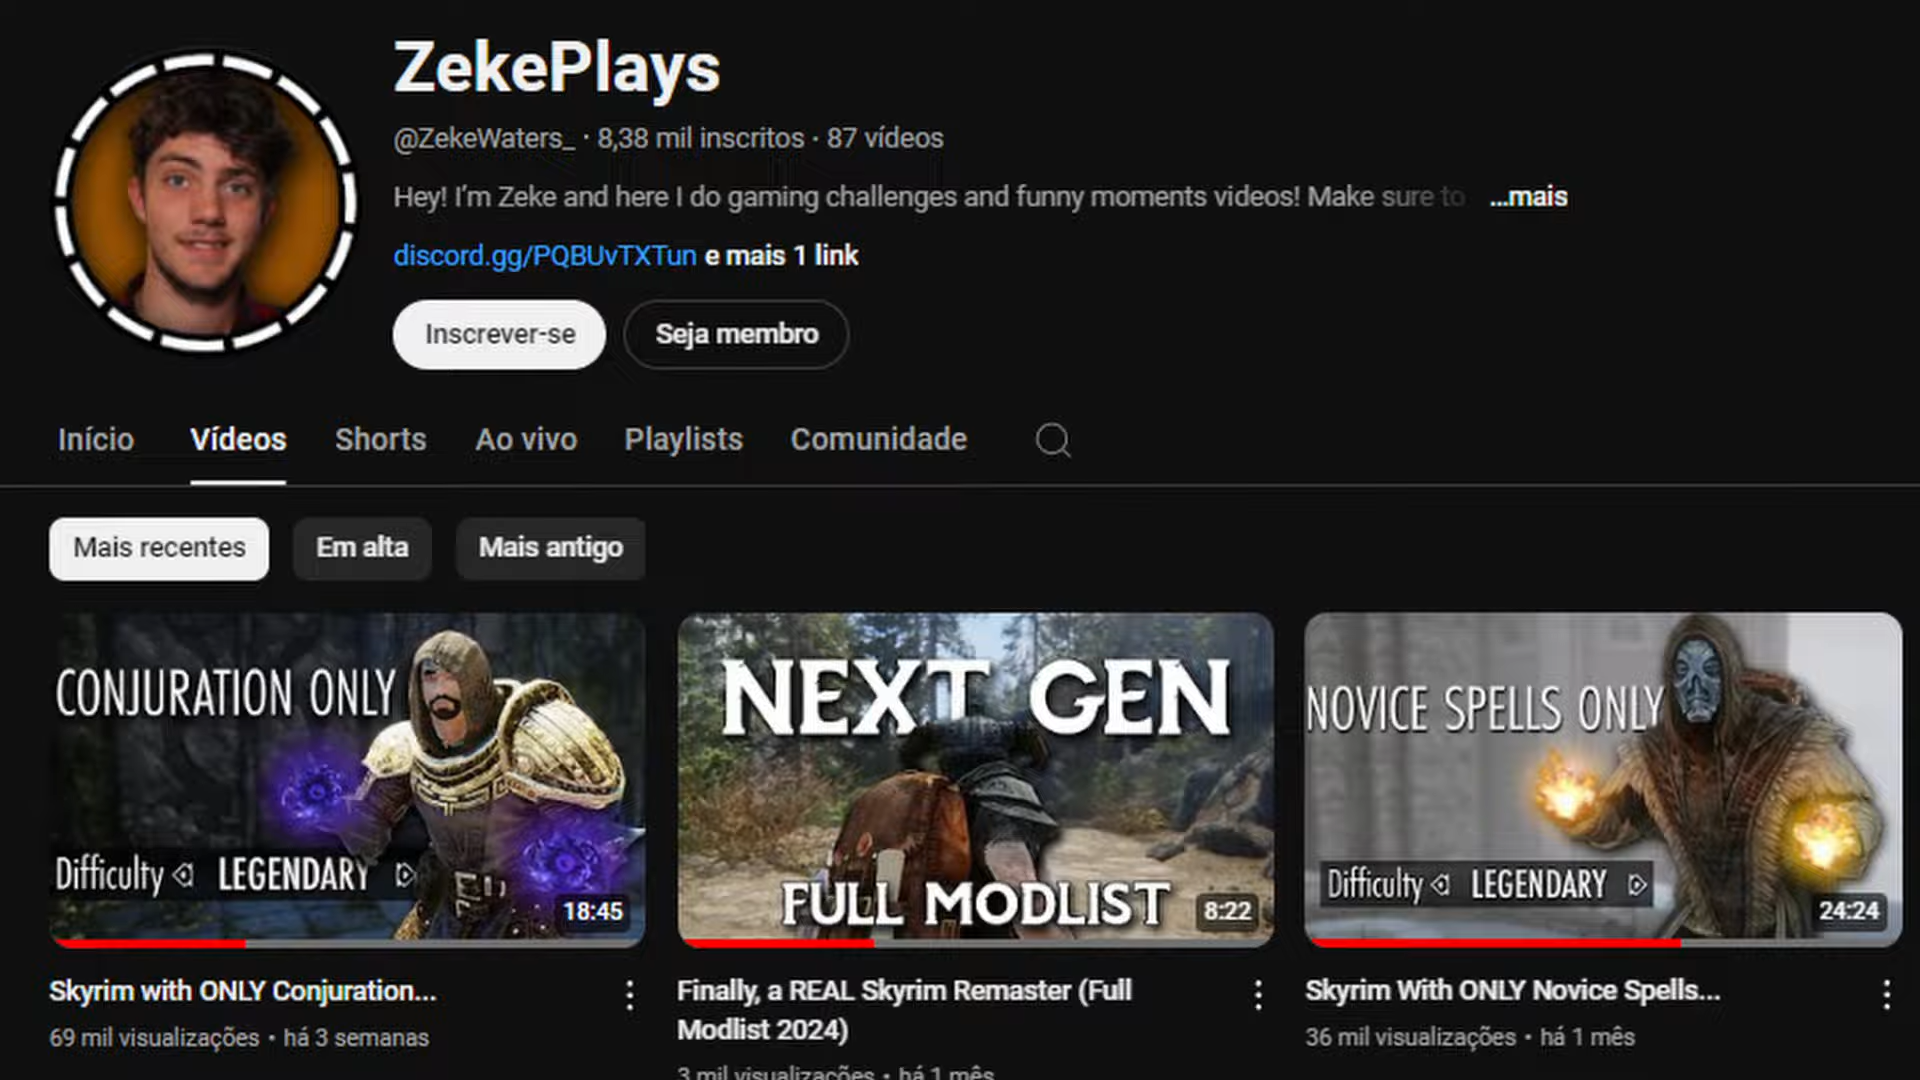 ZekePlays
@ZekeWaters_ · 8,38 mil inscritos · 87 vídeos
Hey! I'm Zeke and here I do gaming challenges and funny moments videos! Make sure to ...mais
discord.gg/PQBUvTXTun e mais 1 link
Inscrever-se Seja membro
Início Vídeos Shorts Ao vivo Playlists Comunidade
Mais recentes Em alta Mais antigo
CONJURATION ONLY
Difficulty LEGENDARY
18:45
NEXT GEN
FULL MODLIST
8:22
NOVICE SPELLS ONLY
Difficulty LEGENDARY
24:24
Skyrim with ONLY Conjuration...
69 mil visualizações • há 3 semanas
Finally, a REAL Skyrim Remaster (Full
Modlist 2024)
3 mil visualizações • há 1 mês
Skyrim With ONLY Novice Spells...
36 mil visualizações • há 1 mês